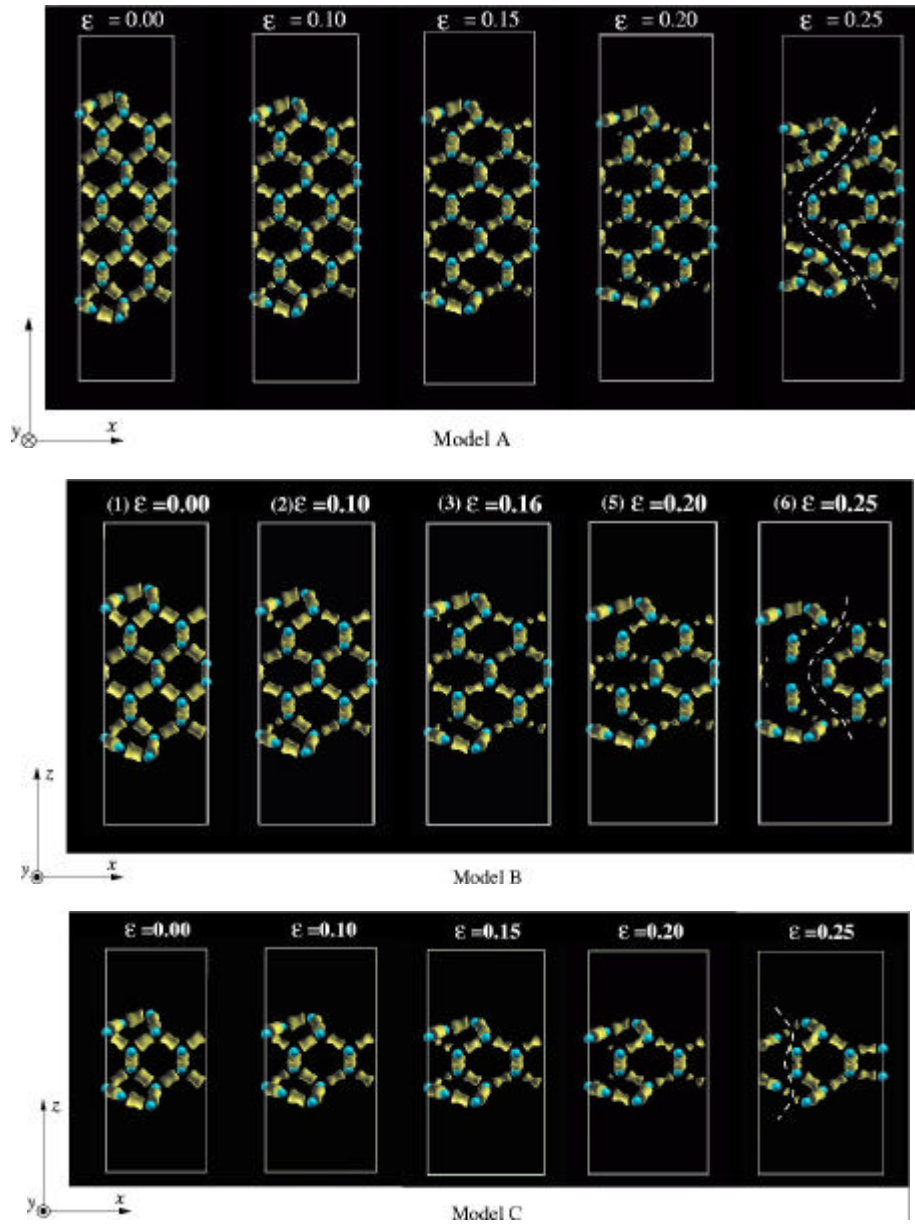 ε = 0.00 ε = 0.10 ε = 0.15 ε = 0.20 ε = 0.25
y x
Model A
(1) ε =0.00 (2) ε =0.10 (3) ε =0.16 (5) ε =0.20 (6) ε =0.25
z
y x
Model B
ε =0.00 ε =0.10 ε =0.15 ε =0.20 ε =0.25
z
y x
Model C